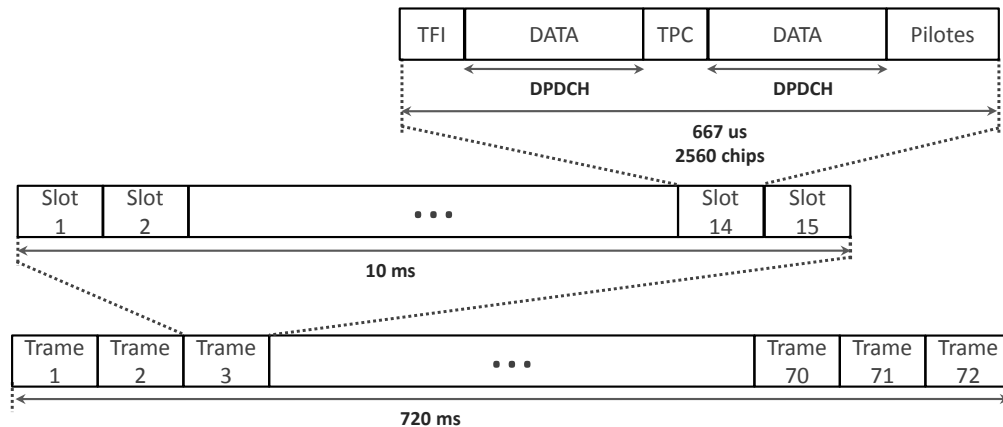 TFI DATA TPC DATA Pilotes
DPDCH DPDCH
667 us
2560 chips
Slot 1 Slot 2 ... Slot 14 Slot 15
10 ms
Trame 1 Trame 2 Trame 3 ... Trame 70 Trame 71 Trame 72
720 ms